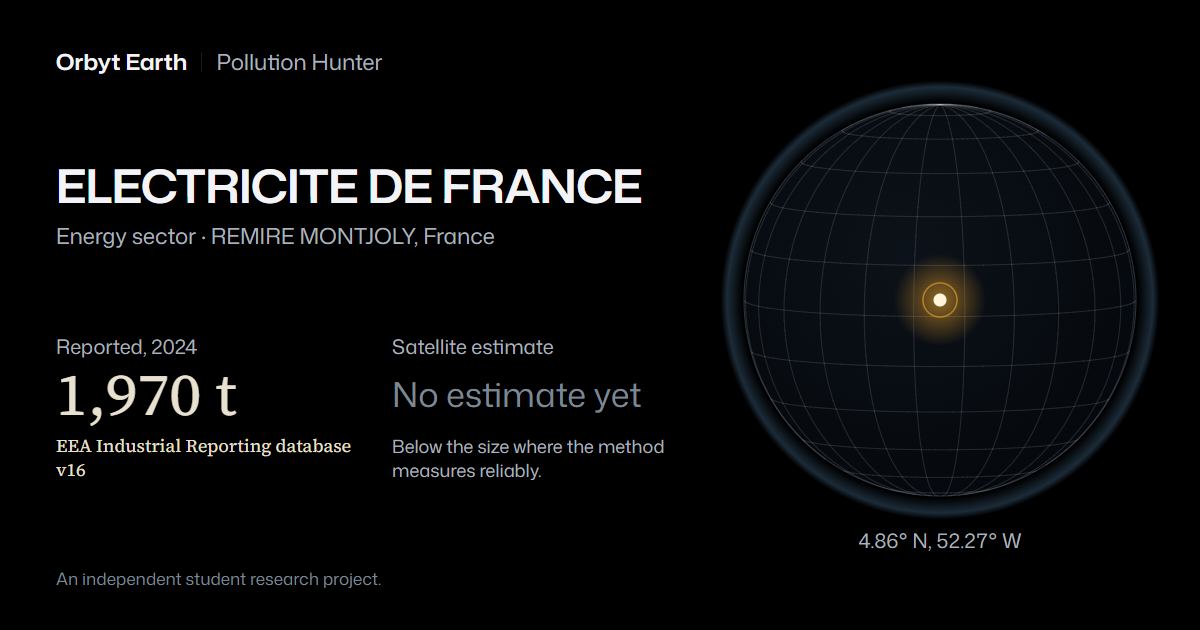 Orbyt Earth | Pollution Hunter
ELECTRICITE DE FRANCE
Energy sector · REMIRE MONTJOLY, France
Reported, 2024
1,970 t
EEA Industrial Reporting database
v16
Satellite estimate
No estimate yet
Below the size where the method
measures reliably.
4.86° N, 52.27° W
An independent student research project.